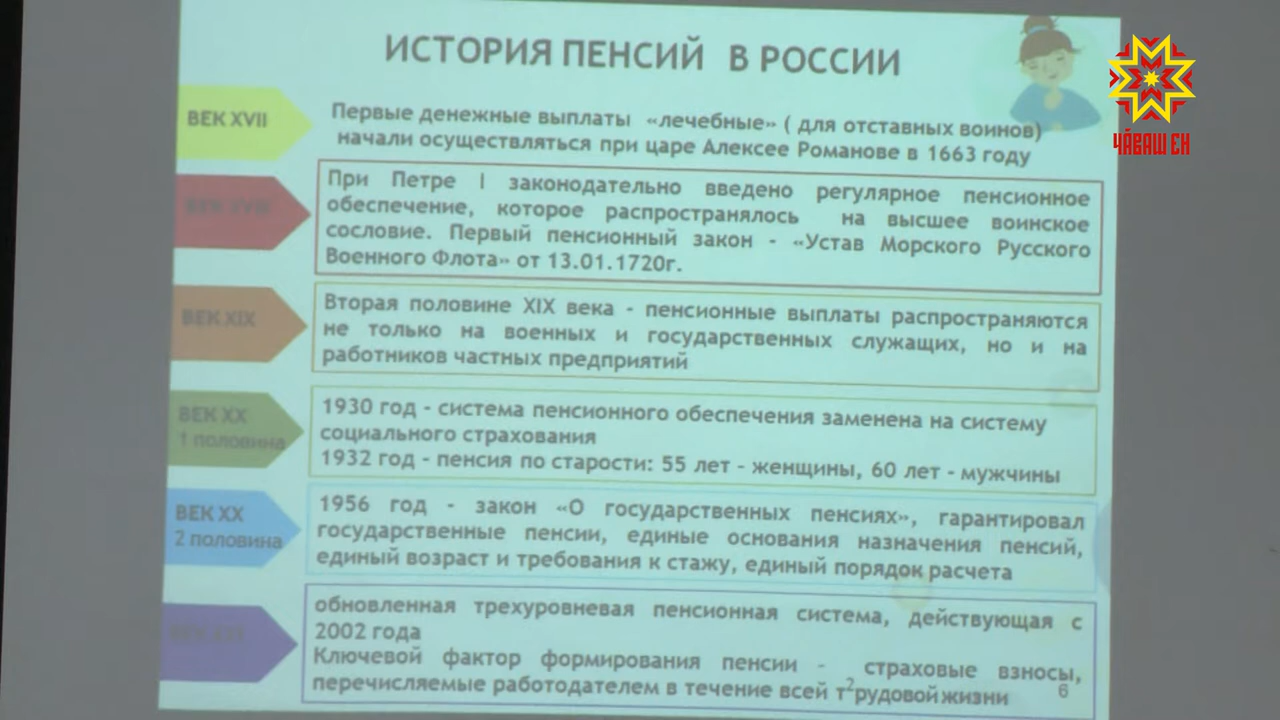 ИСТОРИЯ ПЕНСИЙ В РОССИИ
ЧӐВАШ ЕН
ВЕК XVII
Первые денежные выплаты «лечебные» ( для отставных воинов)
начали осуществляться при царе Алексее Романове в 1663 году
ВЕК XVIII
При Петре I законодательно введено регулярное пенсионное
обеспечение, которое распространялось на высшее воинское
сословие. Первый пенсионный закон - «Устав Морского Русского
Военного Флота» от 13.01.1720г.
ВЕК XIX
Вторая половине XIX века - пенсионные выплаты распространяются
не только на военных и государственных служащих, но и на
работников частных предприятий
ВЕК XX
1 половина
1930 год - система пенсионного обеспечения заменена на систему
социального страхования
1932 год - пенсия по старости: 55 лет - женщины, 60 лет - мужчины
ВЕК XX
2 половина
1956 год - закон «О государственных пенсиях», гарантировал
государственные пенсии, единые основания назначения пенсий,
единый возраст и требования к стажу, единый порядок расчета
обновленная трехуровневая пенсионная система, действующая с
2002 года
Ключевой фактор формирования пенсии - страховые взносы,
перечисляемые работодателем в течение всей т2рудовой жизни
6